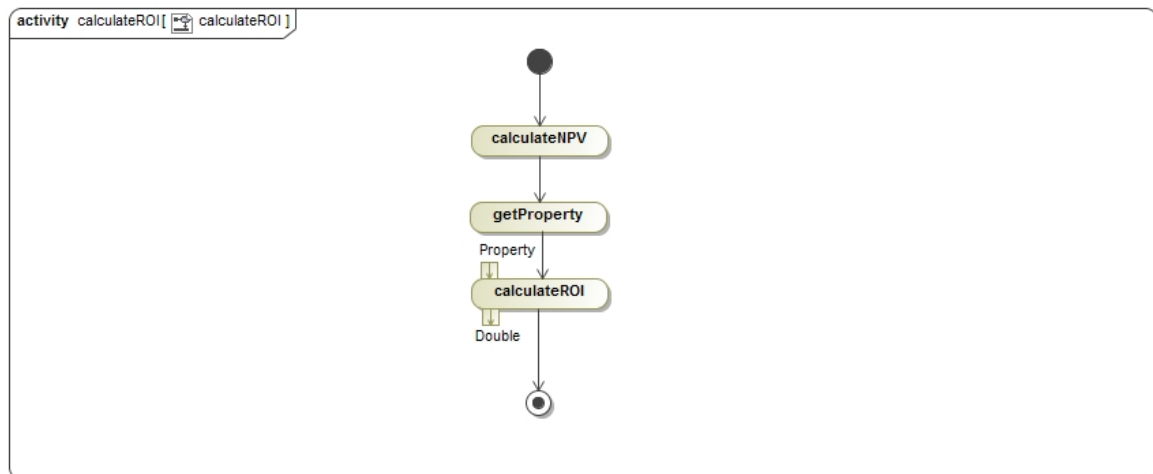 activity calculateROI[ calculateROI ]
calculateNPV
getProperty
Property
calculateROI
Double